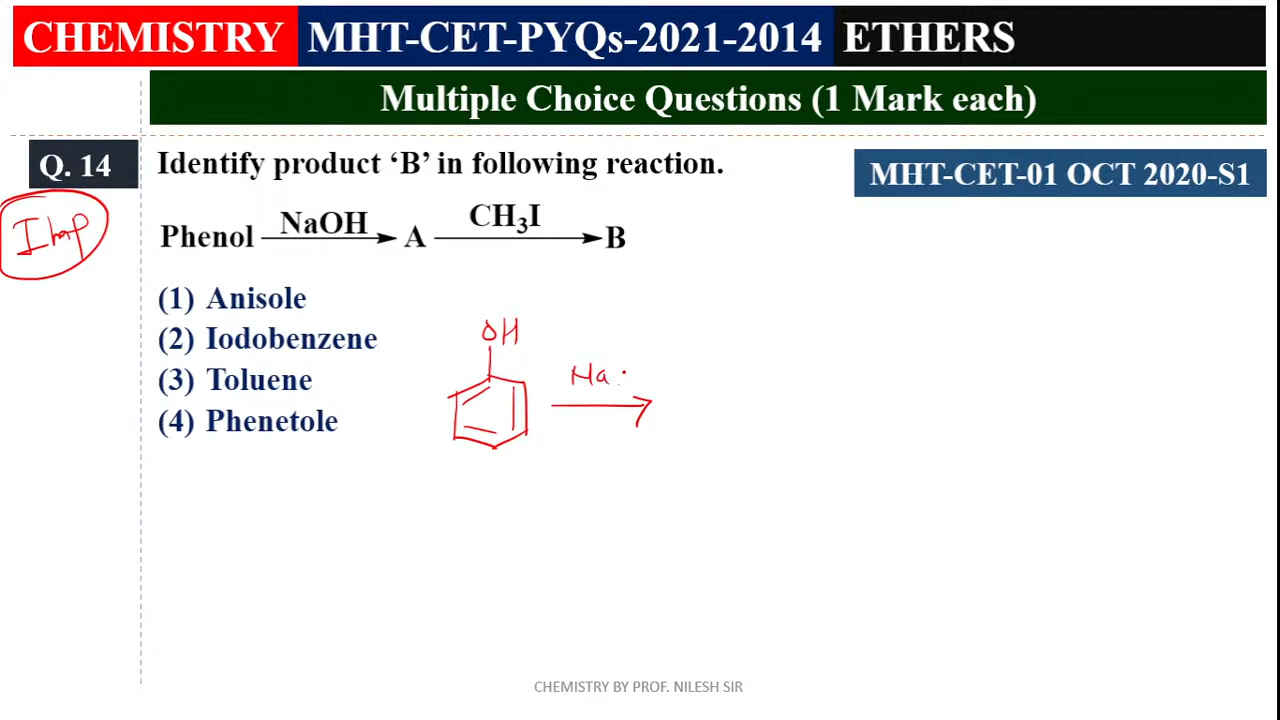 CHEMISTRY MHT-CET-PYQs-2021-2014 ETHERS
Multiple Choice Questions (1 Mark each)
Q. 14 Identify product ‘B’ in following reaction.
MHT-CET-01 OCT 2020-S1
Imp
NaOH CH₃I
Phenol A B
(1) Anisole
(2) Iodobenzene
(3) Toluene
(4) Phenetole
OH
Na
CHEMISTRY BY PROF. NILESH SIR